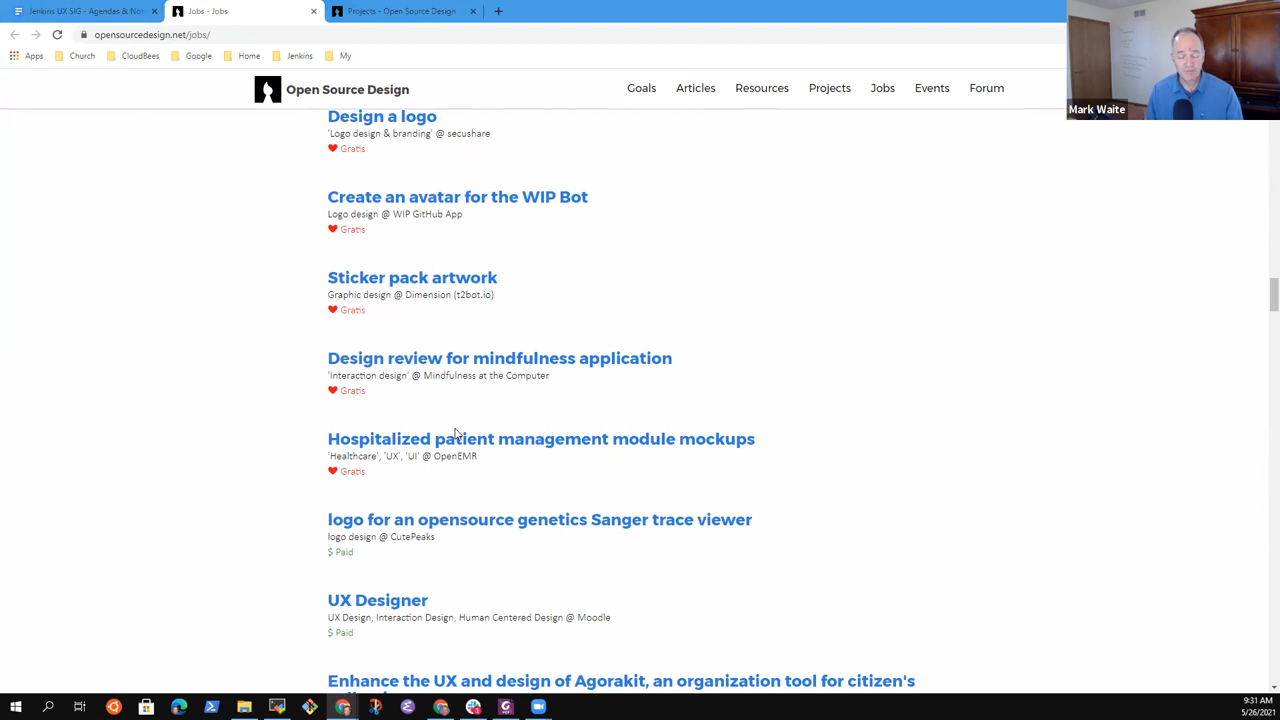 Jenkins UX SIG - Agendas & No
Jobs - Jobs
Projects - Open Source Design
opensourcedesign.net/jobs/
Apps
Church
CloudBees
Google
Home
Jenkins
My
Mark Waite
Open Source Design
Goals
Articles
Resources
Projects
Jobs
Events
Forum
Design a logo
'Logo design & branding' @ secushare
Gratis
Create an avatar for the WIP Bot
Logo design @ WIP GitHub App
Gratis
Sticker pack artwork
Graphic design @ Dimension (t2bot.io)
Gratis
Design review for mindfulness application
'Interaction design' @ Mindfulness at the Computer
Gratis
Hospitalized patient management module mockups
'Healthcare', 'UX', 'UI' @ OpenEMR
Gratis
logo for an opensource genetics Sanger trace viewer
logo design @ CutePeaks
$ Paid
UX Designer
UX Design, Interaction Design, Human Centered Design @ Moodle
$ Paid
Enhance the UX and design of Agorakit, an organization tool for citizen's
9:31 AM
5/26/2021